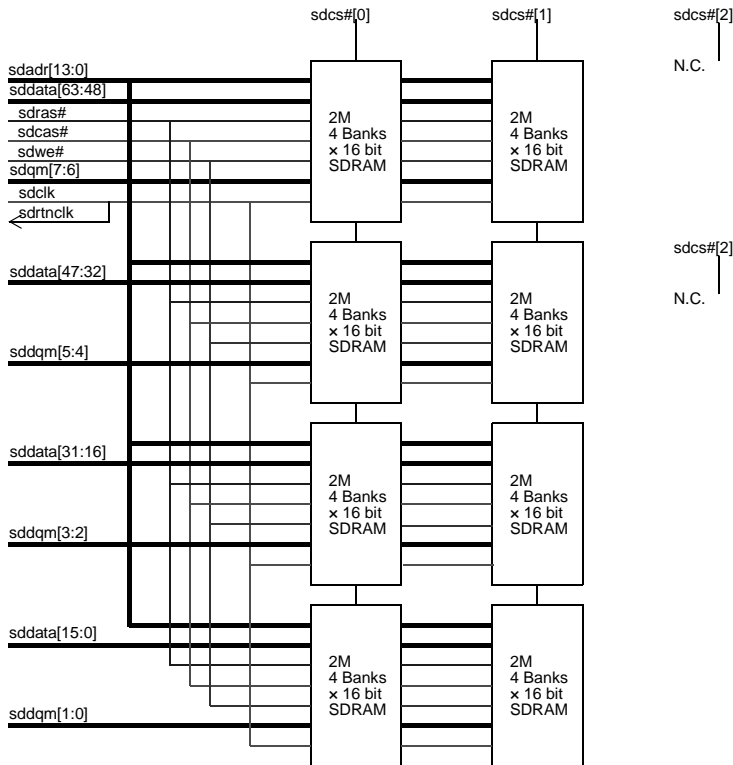 sdcs#[0]
sdcs#[1]
sdcs#[2]
sdadr[13:0]
N.C.
sddata[63:48]
sdras#
sdcas#
sdwe#
sdqm[7:6]
sdclk
sdrtnclk
2M
4 Banks
× 16 bit
SDRAM
2M
4 Banks
× 16 bit
SDRAM
sdcs#[2]
N.C.
sddata[47:32]
sddqm[5:4]
2M
4 Banks
× 16 bit
SDRAM
2M
4 Banks
× 16 bit
SDRAM
sddata[31:16]
sddqm[3:2]
2M
4 Banks
× 16 bit
SDRAM
2M
4 Banks
× 16 bit
SDRAM
sddata[15:0]
sddqm[1:0]
2M
4 Banks
× 16 bit
SDRAM
2M
4 Banks
× 16 bit
SDRAM